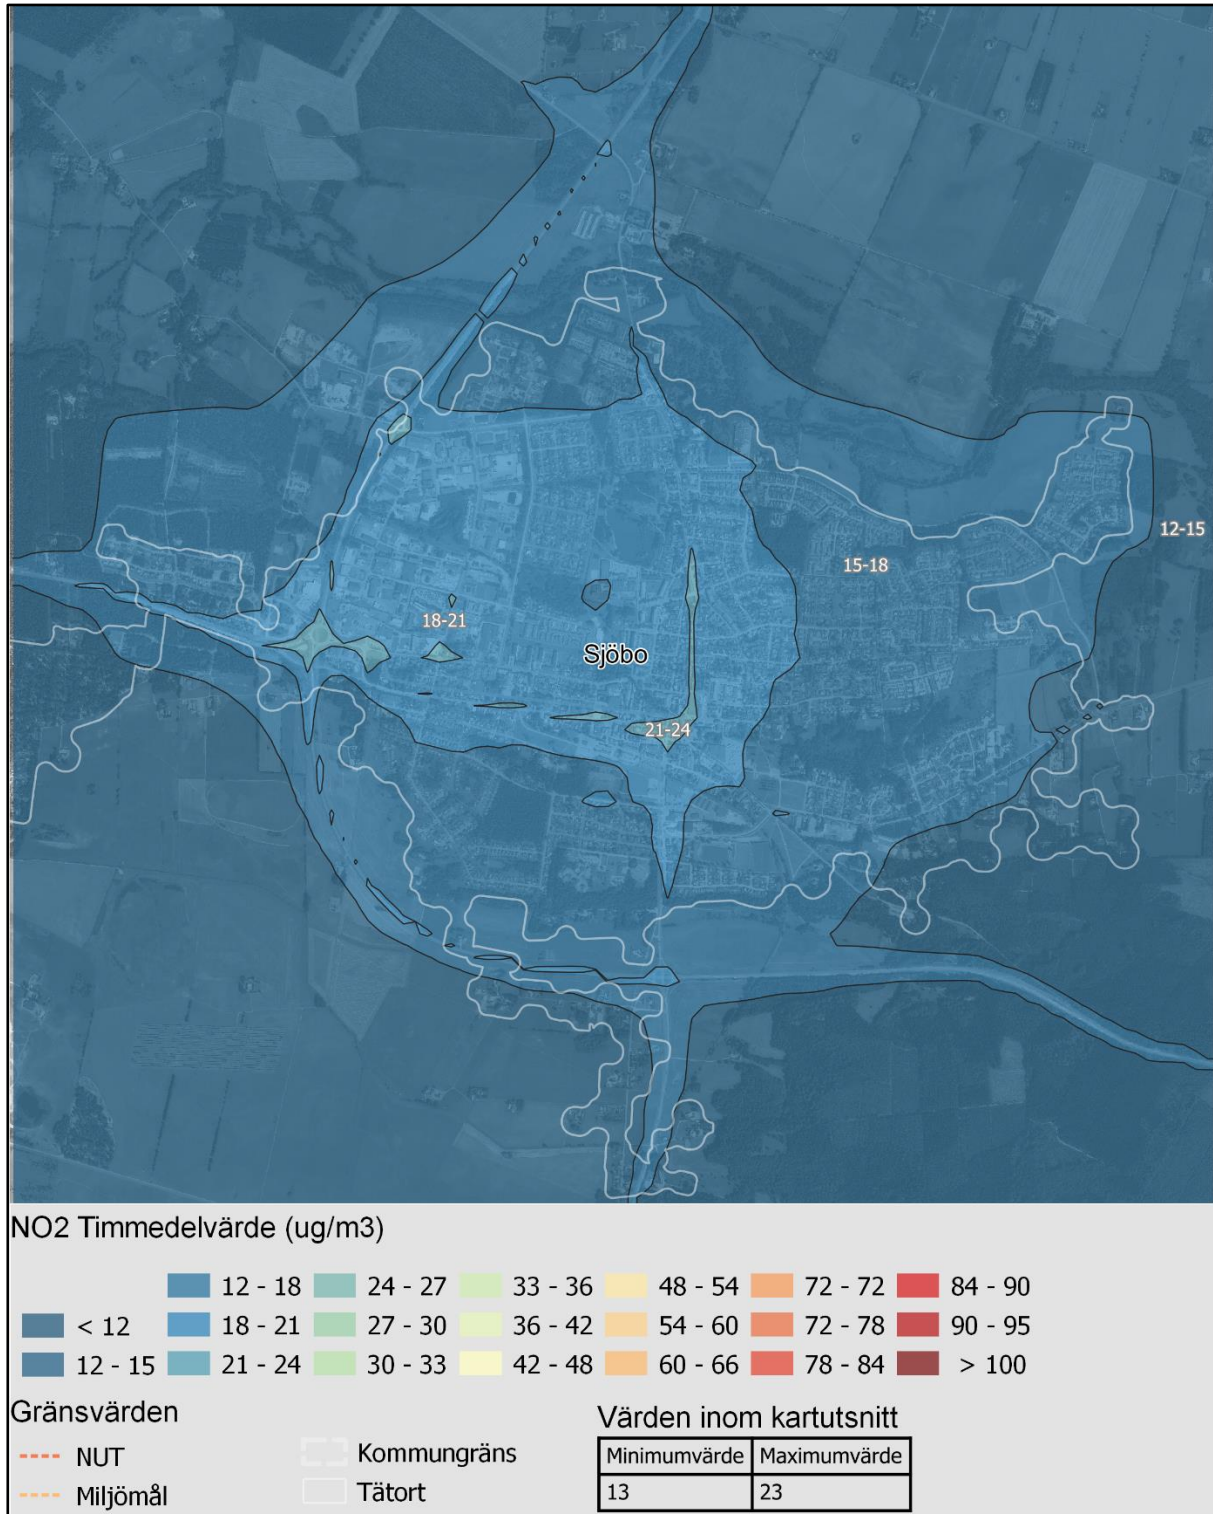 12-15
15-18
18-21
Sjöbo
21-24
NO2 Timmedelvärde (ug/m3)
12 - 18 24 - 27 33 - 36 48 - 54 72 - 72 84 - 90
< 12 18 - 21 27 - 30 36 - 42 54 - 60 72 - 78 90 - 95
12 - 15 21 - 24 30 - 33 42 - 48 60 - 66 78 - 84 > 100
Gränsvärden
NUT
Miljömål
Kommungräns
Tätort
Värden inom kartutsnitt
Minimumvärde Maximumvärde
13 23